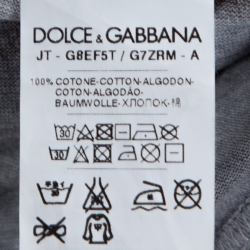 DOLCE & GABBANA
JT - G8EF5T / G7ZRM - A
100% COTONE-COTTON-ALGODON-
COTON-ALGODÃO-
BAUMWOLLE-ХЛОПОК-棉